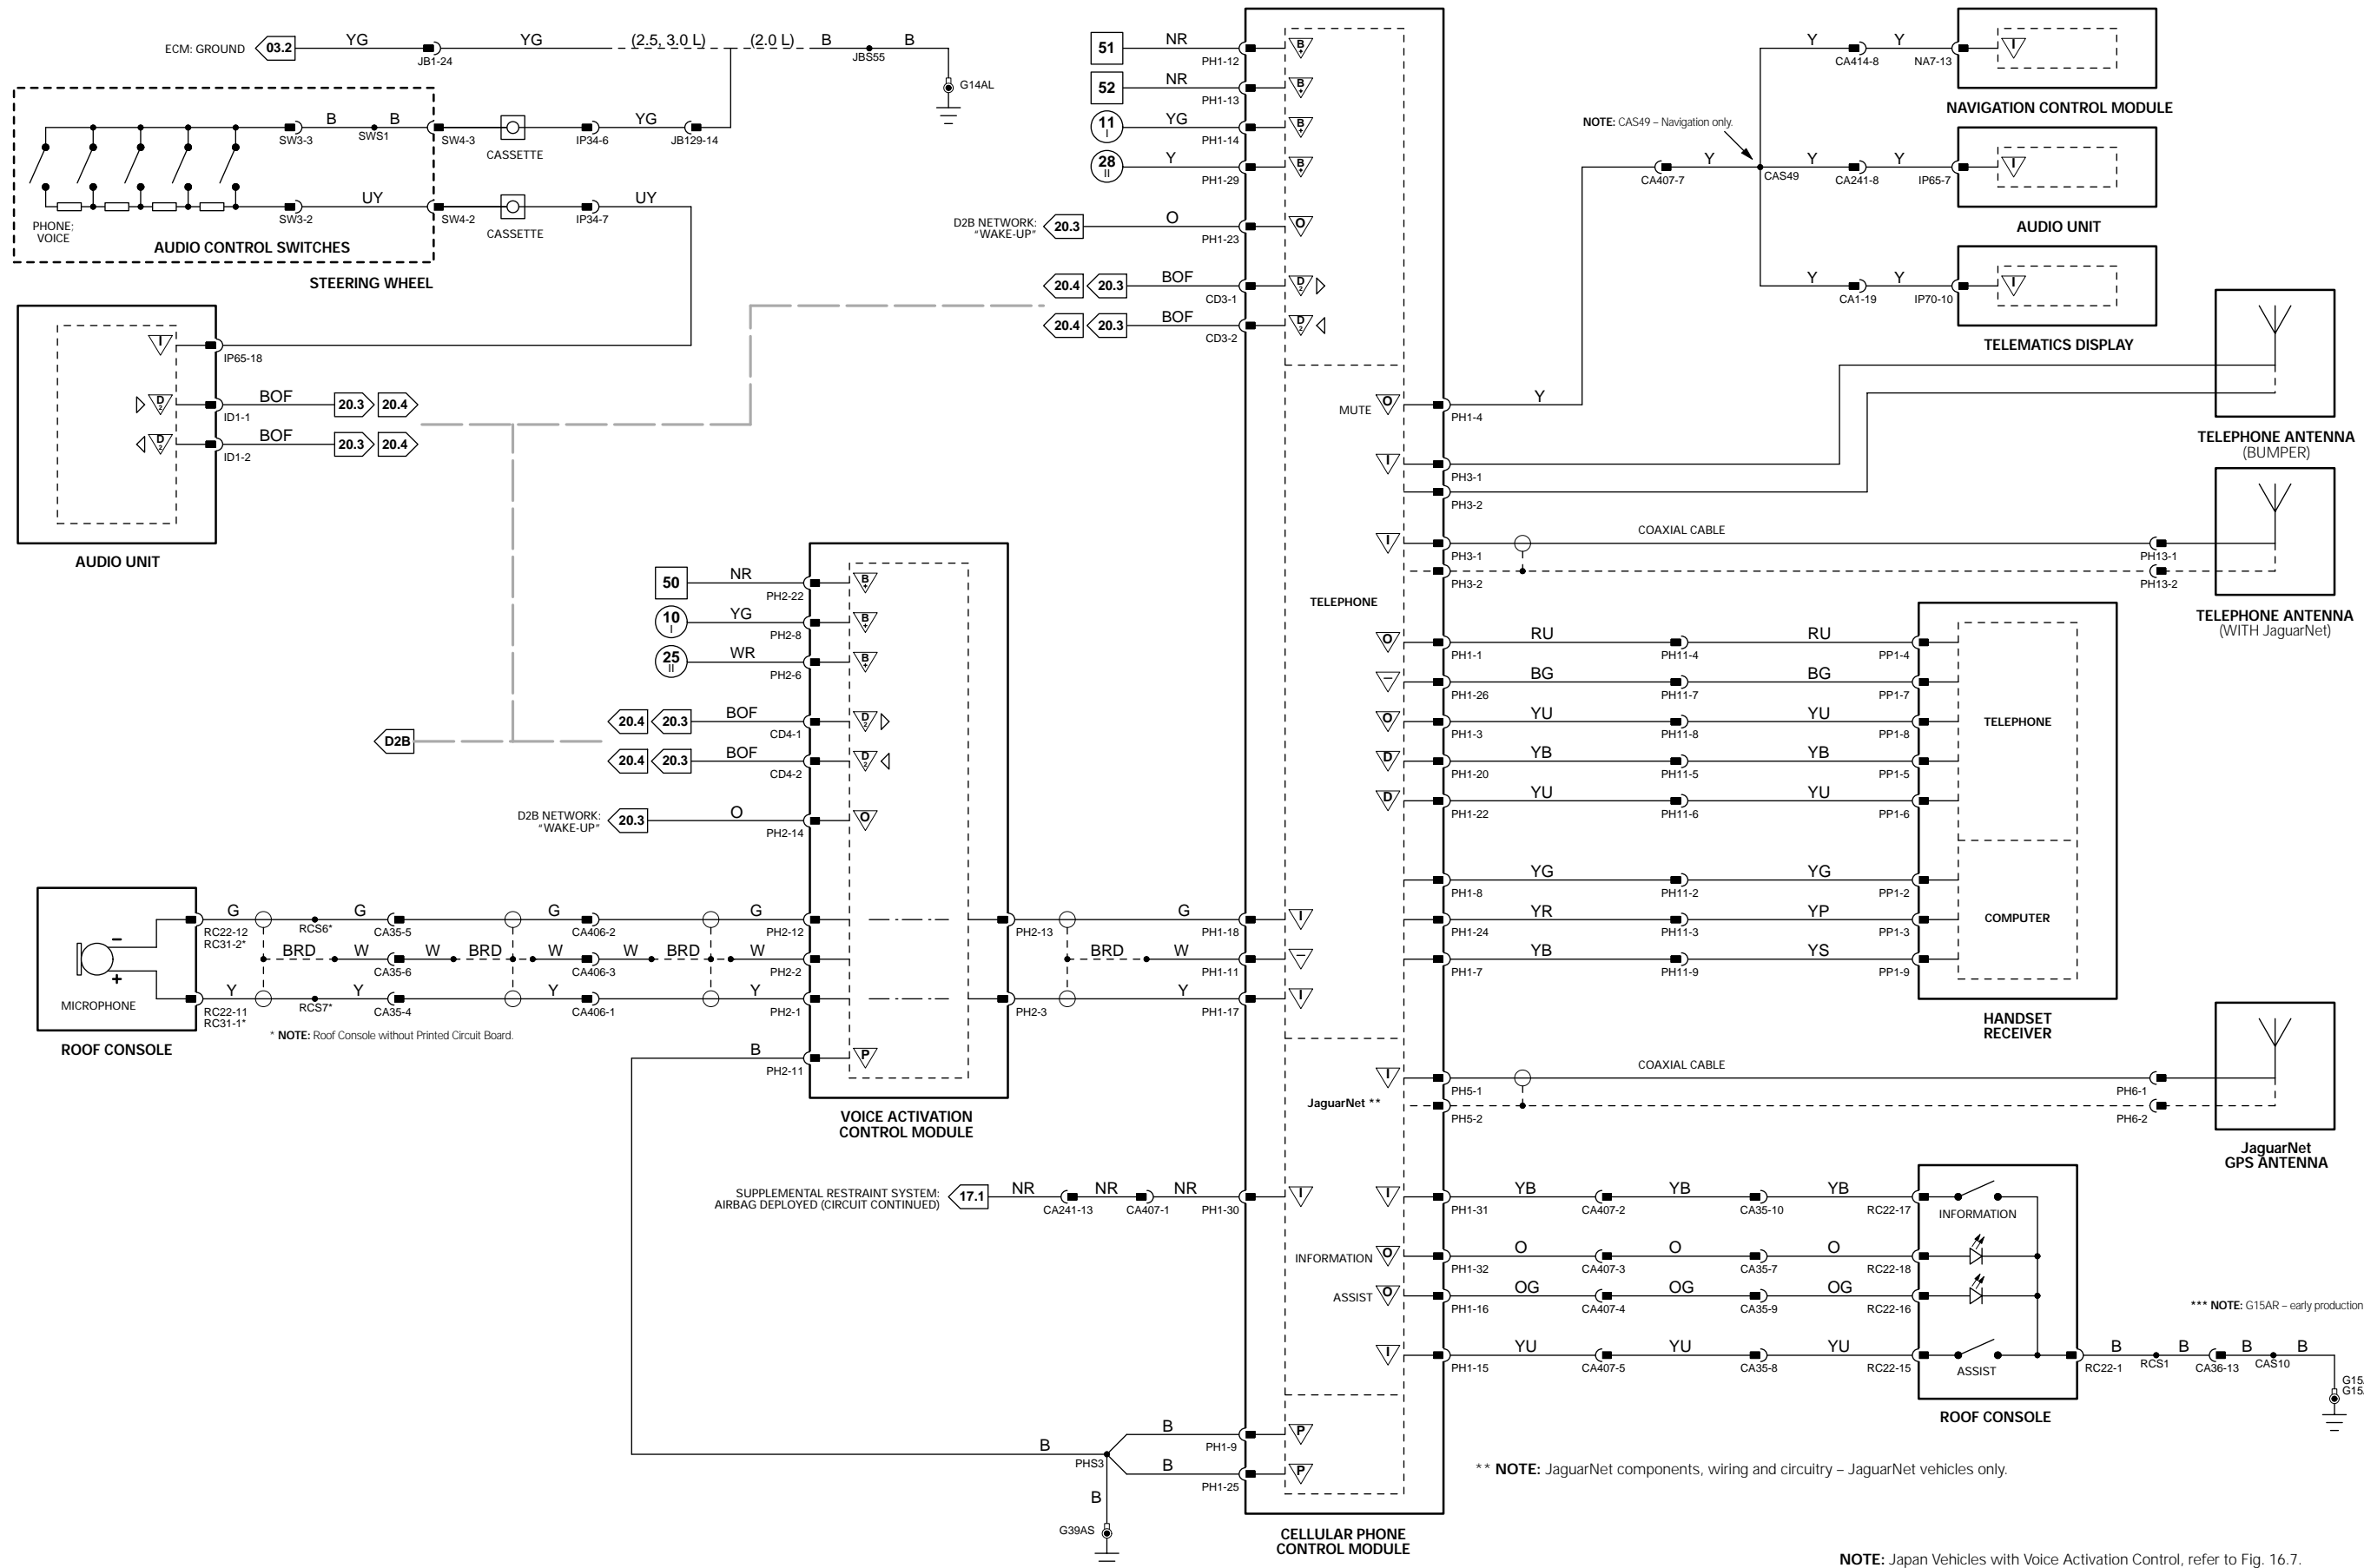 ECM: GROUND 03.2 YG JB1-24 YG (2.5, 3.0 L) (2.0 L) B JBS55 B
G14AL
SW3-3 B SWS1 B SW4-3 CASSETTE IP34-6 YG JB129-14
SW3-2 UY SW4-2 CASSETTE IP34-7 UY
PHONE;
VOICE
AUDIO CONTROL SWITCHES
STEERING WHEEL
I IP65-18
D2 ID1-1 BOF 20.3 20.4
D2 ID1-2 BOF 20.3 20.4
AUDIO UNIT
D2B
51 NR PH1-12 B+
52 NR PH1-13 B+
11 I YG PH1-14 B+
28 II Y PH1-29 B+
D2B NETWORK:
"WAKE-UP" 20.3 O PH1-23 O
20.4 20.3 BOF CD3-1 D2
20.4 20.3 BOF CD3-2 D2
MUTE O PH1-4 Y
CA407-7 Y CAS49
NOTE: CAS49 – Navigation only.
Y CA414-8 Y NA7-13 I
NAVIGATION CONTROL MODULE
Y CA241-8 Y IP65-7 I
AUDIO UNIT
Y CA1-19 Y IP70-10 I
TELEMATICS DISPLAY
I PH3-1
PH3-2
TELEPHONE ANTENNA
(BUMPER)
I PH3-1 COAXIAL CABLE PH13-1
PH3-2 PH13-2
TELEPHONE ANTENNA
(WITH JaguarNet)
TELEPHONE
O PH1-1 RU PH11-4 RU PP1-4
– PH1-26 BG PH11-7 BG PP1-7
O PH1-3 YU PH11-8 YU PP1-8
D PH1-20 YB PH11-5 YB PP1-5
D PH1-22 YU PH11-6 YU PP1-6
TELEPHONE
PH1-8 YG PH11-2 YG PP1-2
PH1-24 YR PH11-3 YP PP1-3
PH1-7 YB PH11-9 YS PP1-9
COMPUTER
HANDSET
RECEIVER
50 NR PH2-22 B+
10 I YG PH2-8 B+
25 II WR PH2-6 B+
20.4 20.3 BOF CD4-1 D2
20.4 20.3 BOF CD4-2 D2
D2B NETWORK:
"WAKE-UP" 20.3 O PH2-14 O
– RC22-12 RC31-2* G RCS6* G CA35-5 G CA406-2 G PH2-12 PH2-13 G PH1-18 I
BRD W CA35-6 W BRD W CA406-3 W BRD W PH2-2 BRD W PH1-11 –
+ RC22-11 RC31-1* Y RCS7* Y CA35-4 Y CA406-1 Y PH2-1 PH2-3 Y PH1-17 I
MICROPHONE
ROOF CONSOLE
* NOTE: Roof Console without Printed Circuit Board.
B PH2-11 P
VOICE ACTIVATION
CONTROL MODULE
JaguarNet **
I PH5-1 COAXIAL CABLE PH6-1
PH5-2 PH6-2
JaguarNet
GPS ANTENNA
SUPPLEMENTAL RESTRAINT SYSTEM:
AIRBAG DEPLOYED (CIRCUIT CONTINUED) 17.1 NR CA241-13 NR CA407-1 NR PH1-30 I
I PH1-31 YB CA407-2 YB CA35-10 YB RC22-17 INFORMATION
INFORMATION O PH1-32 O CA407-3 O CA35-7 O RC22-18
ASSIST O PH1-16 OG CA407-4 OG CA35-9 OG RC22-16
I PH1-15 YU CA407-5 YU CA35-8 YU RC22-15 ASSIST
RC22-1 B RCS1 B CA36-13 B CAS10 B
*** NOTE: G15AR – early production
G15
G15
ROOF CONSOLE
B PHS3 B PH1-9 P
B PH1-25 P
B
G39AS
CELLULAR PHONE
CONTROL MODULE
** NOTE: JaguarNet components, wiring and circuitry – JaguarNet vehicles only.
NOTE: Japan Vehicles with Voice Activation Control, refer to Fig. 16.7.